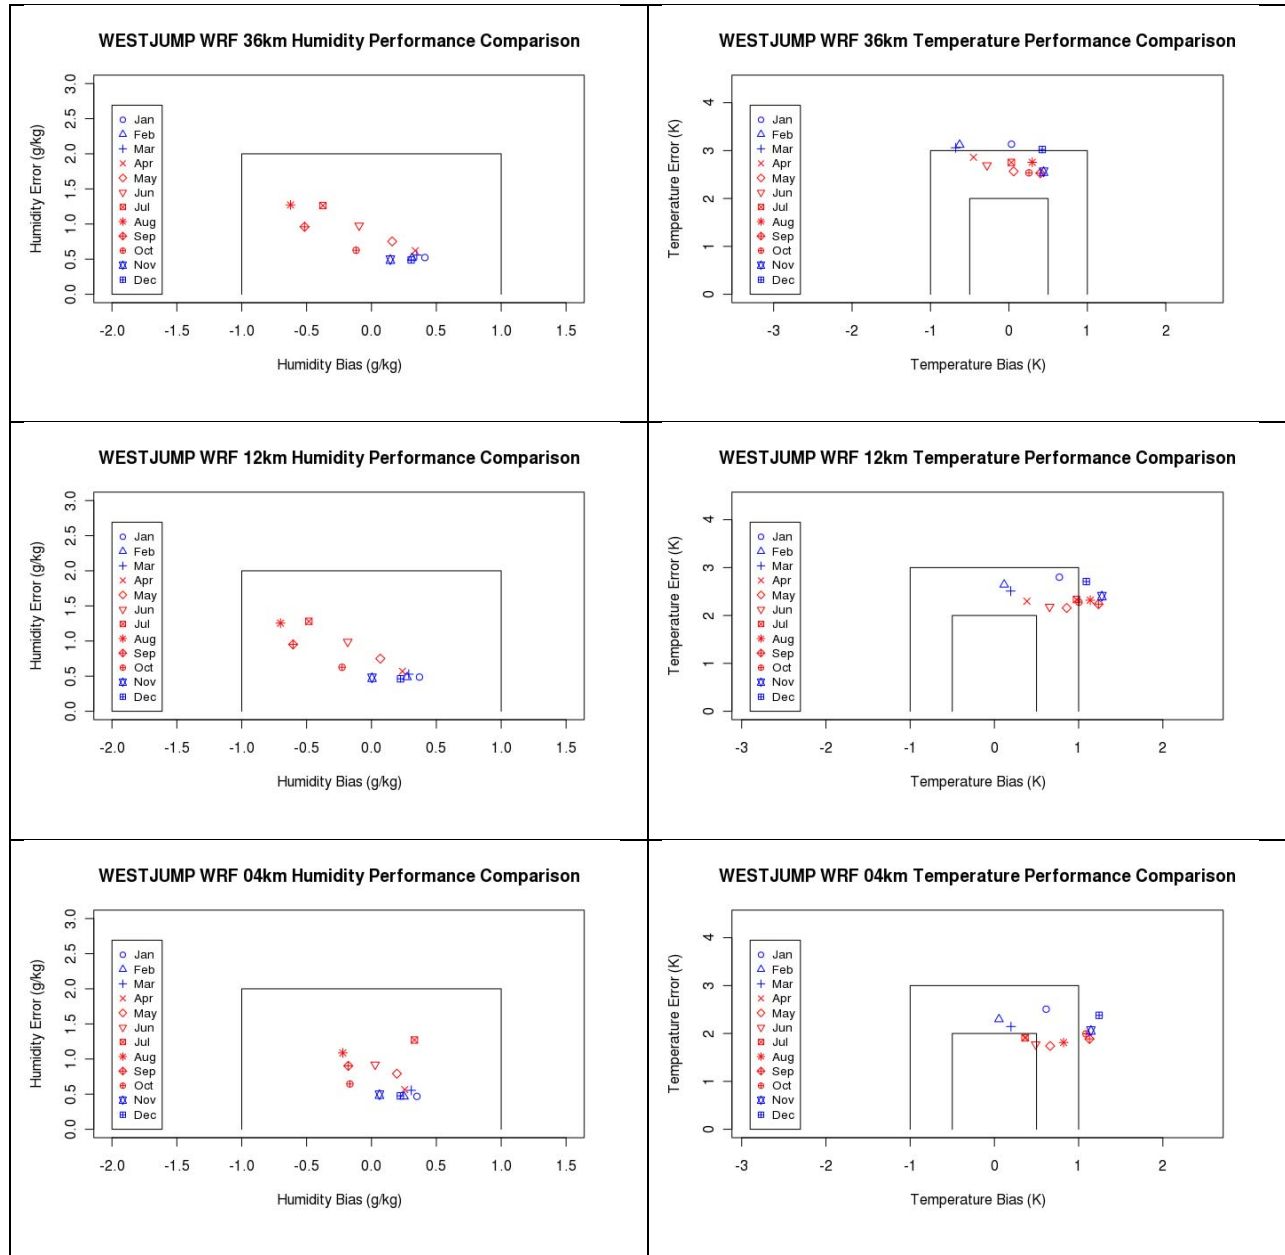 WESTJUMP WRF 36km Humidity Performance Comparison
Humidity Error (g/kg)
3.0
2.5
2.0
1.5
1.0
0.5
0.0
Jan
Feb
Mar
Apr
May
Jun
Jul
Aug
Sep
Oct
Nov
Dec
-2.0 -1.5 -1.0 -0.5 0.0 0.5 1.0 1.5
Humidity Bias (g/kg)
WESTJUMP WRF 36km Temperature Performance Comparison
Temperature Error (K)
4
3
2
1
0
Jan
Feb
Mar
Apr
May
Jun
Jul
Aug
Sep
Oct
Nov
Dec
-3 -2 -1 0 1 2
Temperature Bias (K)
WESTJUMP WRF 12km Humidity Performance Comparison
Humidity Error (g/kg)
3.0
2.5
2.0
1.5
1.0
0.5
0.0
Jan
Feb
Mar
Apr
May
Jun
Jul
Aug
Sep
Oct
Nov
Dec
-2.0 -1.5 -1.0 -0.5 0.0 0.5 1.0 1.5
Humidity Bias (g/kg)
WESTJUMP WRF 12km Temperature Performance Comparison
Temperature Error (K)
4
3
2
1
0
Jan
Feb
Mar
Apr
May
Jun
Jul
Aug
Sep
Oct
Nov
Dec
-3 -2 -1 0 1 2
Temperature Bias (K)
WESTJUMP WRF 04km Humidity Performance Comparison
Humidity Error (g/kg)
3.0
2.5
2.0
1.5
1.0
0.5
0.0
Jan
Feb
Mar
Apr
May
Jun
Jul
Aug
Sep
Oct
Nov
Dec
-2.0 -1.5 -1.0 -0.5 0.0 0.5 1.0 1.5
Humidity Bias (g/kg)
WESTJUMP WRF 04km Temperature Performance Comparison
Temperature Error (K)
4
3
2
1
0
Jan
Feb
Mar
Apr
May
Jun
Jul
Aug
Sep
Oct
Nov
Dec
-3 -2 -1 0 1 2
Temperature Bias (K)